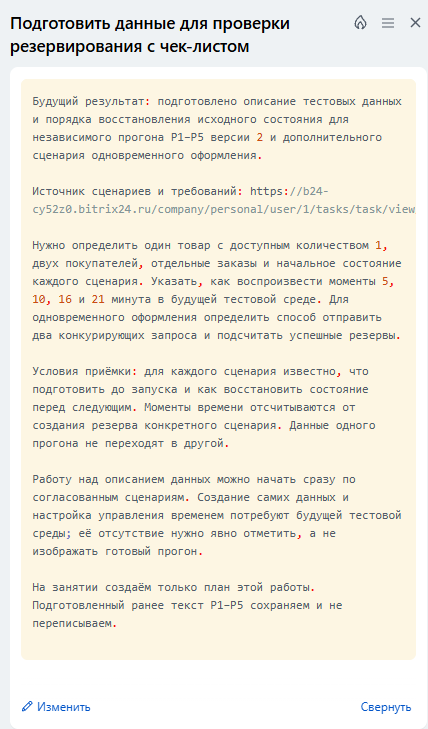 Подготовить данные для проверки
резервирования с чек-листом
Будущий результат: подготовлено описание тестовых данных
и порядка восстановления исходного состояния для
независимого прогона P1–P5 версии 2 и дополнительного
сценария одновременного оформления.
Источник сценариев и требований: https://b24-
cy52z0.bitrix24.ru/company/personal/user/1/tasks/task/view
Нужно определить один товар с доступным количеством 1,
двух покупателей, отдельные заказы и начальное состояние
каждого сценария. Указать, как воспроизвести моменты 5,
10, 16 и 21 минута в будущей тестовой среде. Для
одновременного оформления определить способ отправить
два конкурирующих запроса и подсчитать успешные резервы.
Условия приёмки: для каждого сценария известно, что
подготовить до запуска и как восстановить состояние
перед следующим. Моменты времени отсчитываются от
создания резерва конкретного сценария. Данные одного
прогона не переходят в другой.
Работу над описанием данных можно начать сразу по
согласованным сценариям. Создание самих данных и
настройка управления временем потребуют будущей тестовой
среды; её отсутствие нужно явно отметить, а не
изображать готовый прогон.
На занятии создаём только план этой работы.
Подготовленный ранее текст P1–P5 сохраняем и не
переписываем.
Изменить
Свернуть